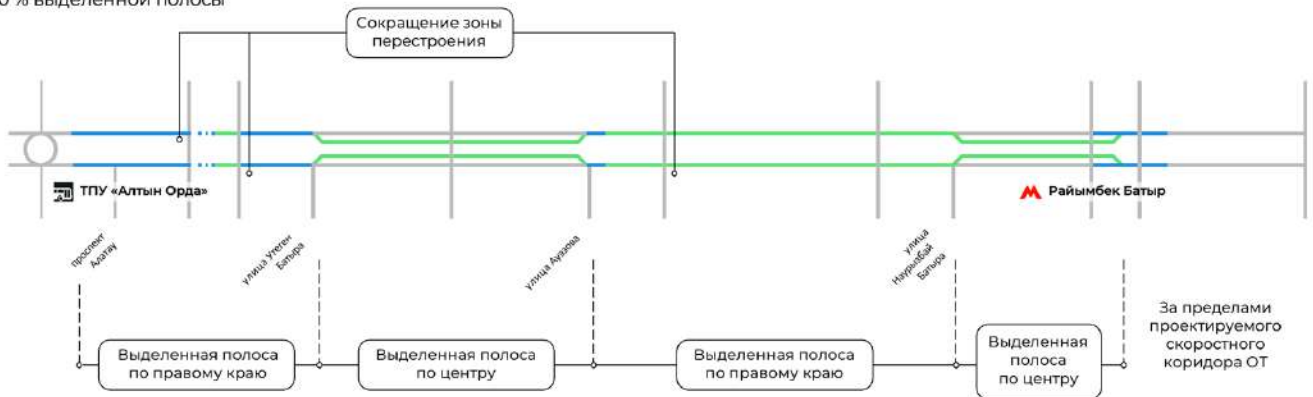 0 % выделенной полосы
Сокращение зоны
перестроения
ТПУ «Алтын Орда»
Райымбек Батыр
проспект
Алатау
улица Утеген
Батыра
улица Ауэзова
улица
Наурызбай
Батыра
Выделенная полоса
по правому краю
Выделенная полоса
по центру
Выделенная полоса
по правому краю
Выделенная
полоса
по центру
За пределами
проектируемого
скоростного
коридора ОТ